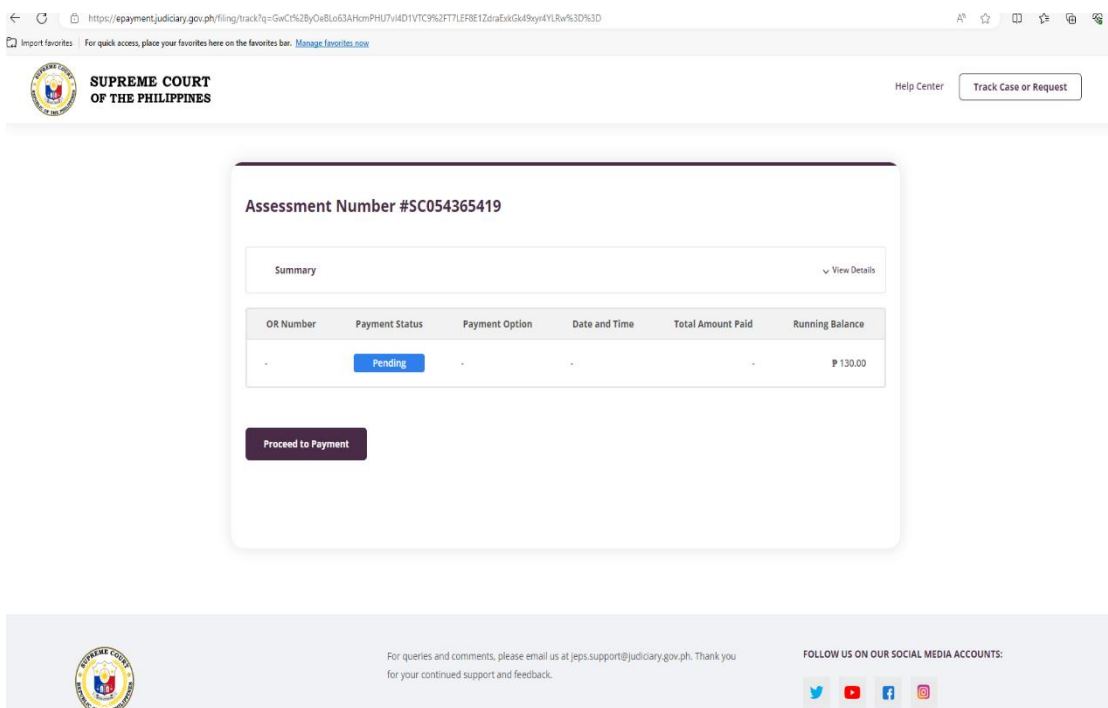 https://epayment.judiciary.gov.ph/filing/track?q=GwCt%2ByOeBLo63AHcmPHU7vI4D1VTC9%2FT7LEF8E1ZdraExkGk49xyr4YLRw%3D%3D
Import favorites For quick access, place your favorites here on the favorites bar. Manage favorites now
SUPREME COURT
OF THE PHILIPPINES
Help Center Track Case or Request
Assessment Number #SC054365419
Summary View Details
OR Number Payment Status Payment Option Date and Time Total Amount Paid Running Balance
- Pending - - - ₱ 130.00
Proceed to Payment
For queries and comments, please email us at jeps.support@judiciary.gov.ph. Thank you
for your continued support and feedback.
FOLLOW US ON OUR SOCIAL MEDIA ACCOUNTS: